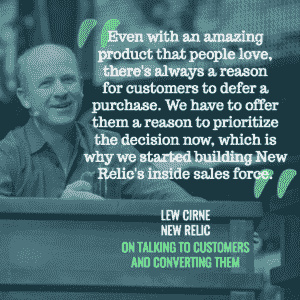 Even with an amazing
product that people love,
there's always a reason
for customers to defer a
purchase. We have to offer
them a reason to prioritize
the decision now, which is
why we started building New
Relic's inside sales force.
LEW CIRNE
NEW RELIC
ON TALKING TO CUSTOMERS
AND CONVERTING THEM